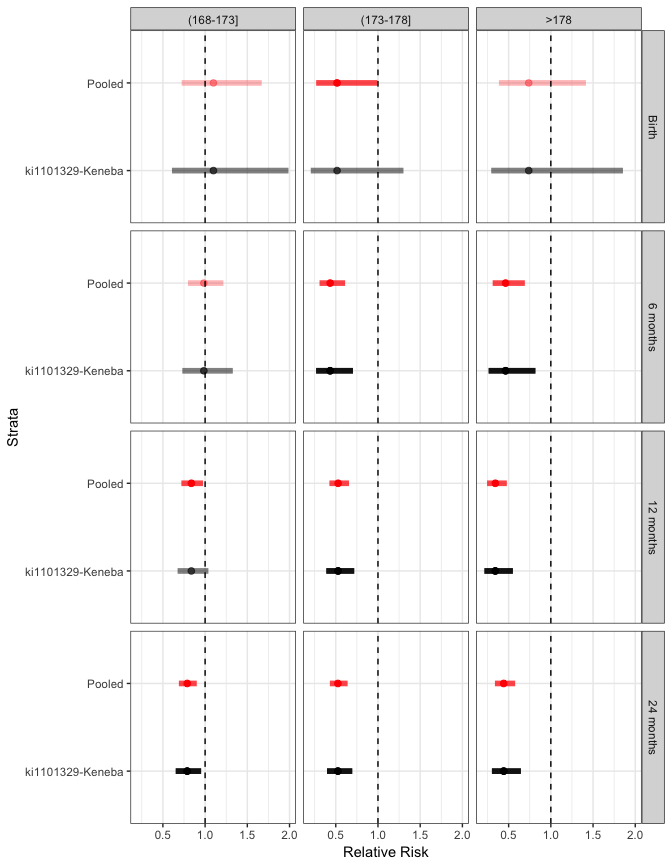 (168-173]
(173-178]
>178
Pooled
ki1101329-Keneba
Birth
Pooled
ki1101329-Keneba
6 months
Strata
Pooled
ki1101329-Keneba
12 months
Pooled
ki1101329-Keneba
24 months
0.5 1.0 1.5 2.0
0.5 1.0 1.5 2.0
0.5 1.0 1.5 2.0
Relative Risk